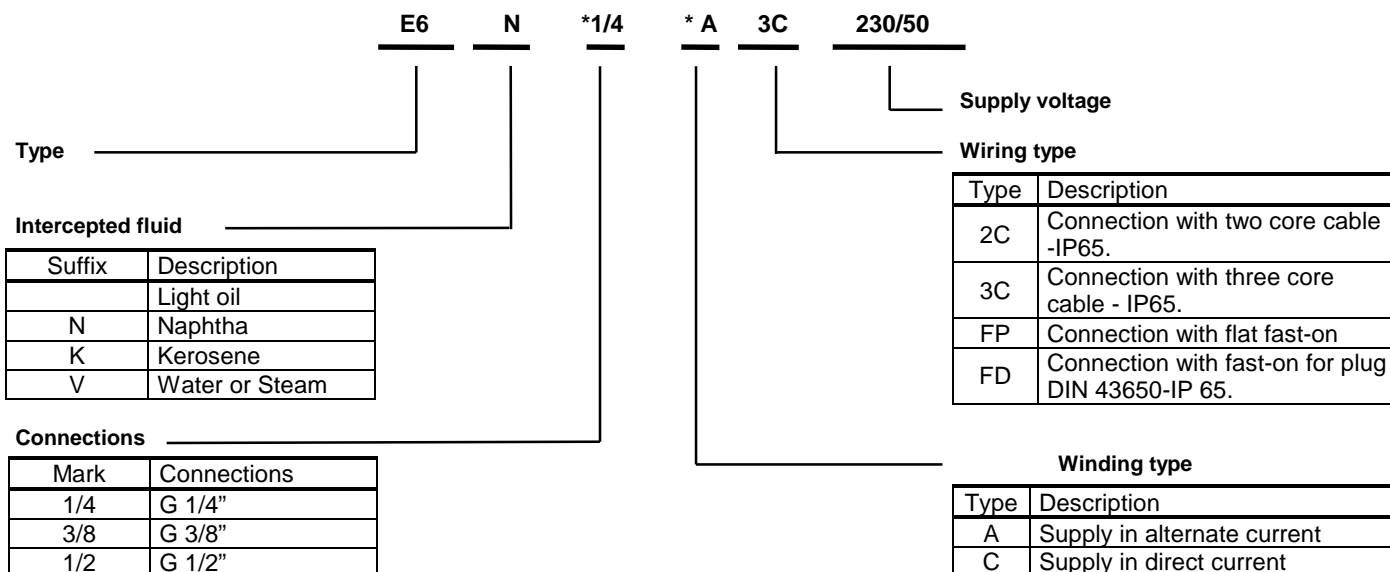 E6 N *1/4 * A 3C 230/50
Supply voltage
Type
Wiring type
Type Description
2C Connection with two core cable
-IP65.
3C Connection with three core
cable - IP65.
FP Connection with flat fast-on
FD Connection with fast-on for plug
DIN 43650-IP 65.
Intercepted fluid
Suffix Description
Light oil
N Naphtha
K Kerosene
V Water or Steam
Connections
Mark Connections
1/4 G 1/4”
3/8 G 3/8”
1/2 G 1/2”
Winding type
Type Description
A Supply in alternate current
C Supply in direct current